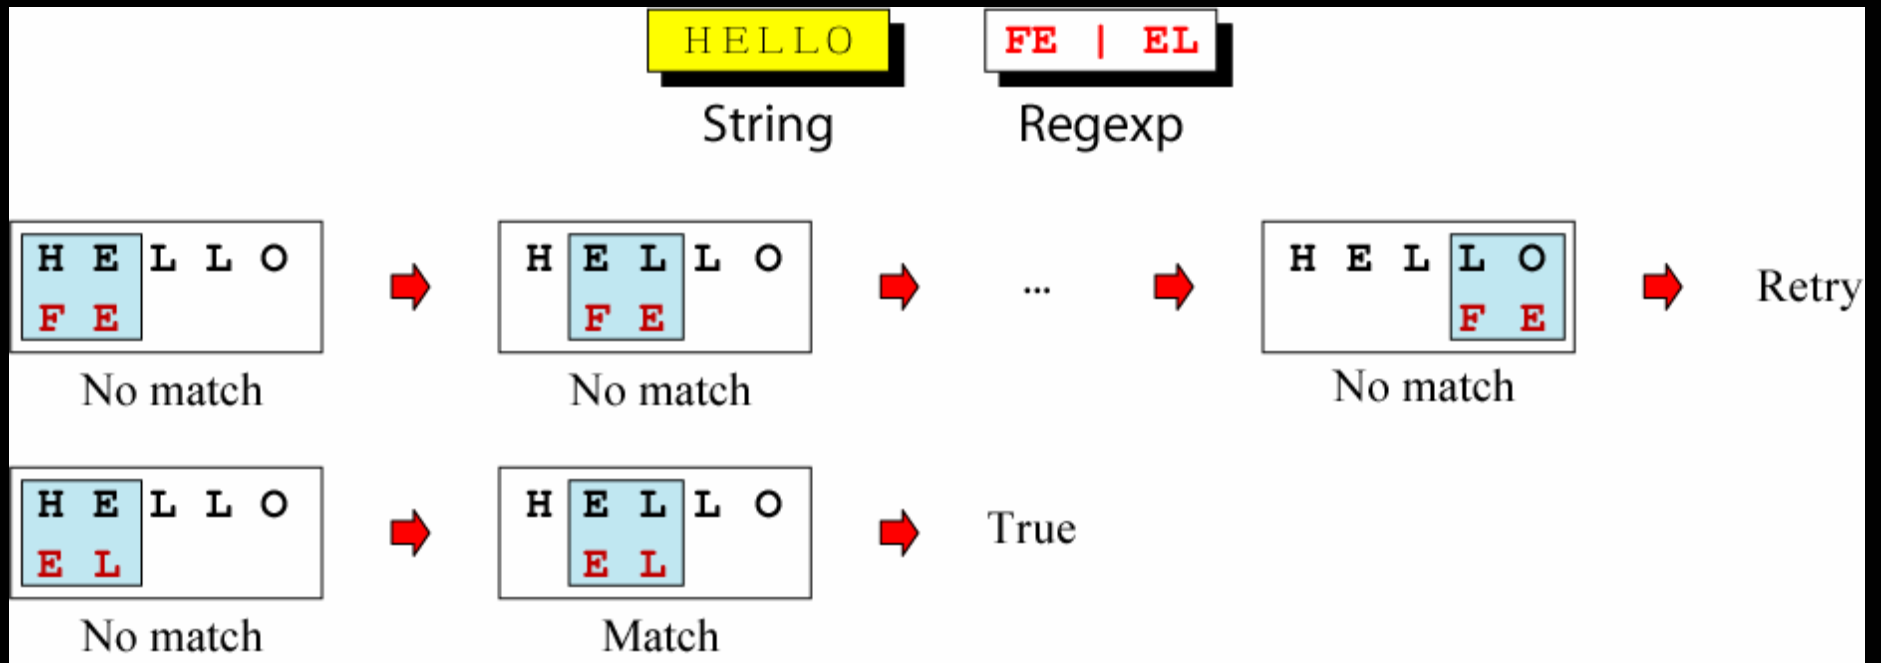 HELLO FE | EL
String Regexp
H E L L O H E L L O H E L L O
F E F E ... F E Retry
No match No match No match
H E L L O H E L L O
E L E L True
No match Match